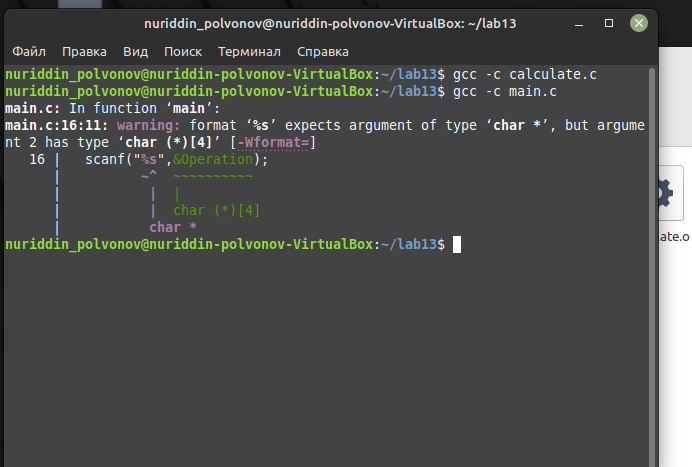 nuriddin_polvonov@nuriddin-polvonov-VirtualBox: ~/lab13
Файл Правка Вид Поиск Терминал Справка
nuriddin_polvonov@nuriddin-polvonov-VirtualBox:~/lab13$ gcc -c calculate.c
nuriddin_polvonov@nuriddin-polvonov-VirtualBox:~/lab13$ gcc -c main.c
main.c: In function ‘main’:
main.c:16:11: warning: format ‘%s’ expects argument of type ‘char *’, but argume
nt 2 has type ‘char (*)[4]’ [-Wformat=]
   16 |   scanf("%s",&Operation);
      |          ~^  ~~~~~~~~~~
      |           |  |
      |           |  char (*)[4]
      |           char *
nuriddin_polvonov@nuriddin-polvonov-VirtualBox:~/lab13$
late.o